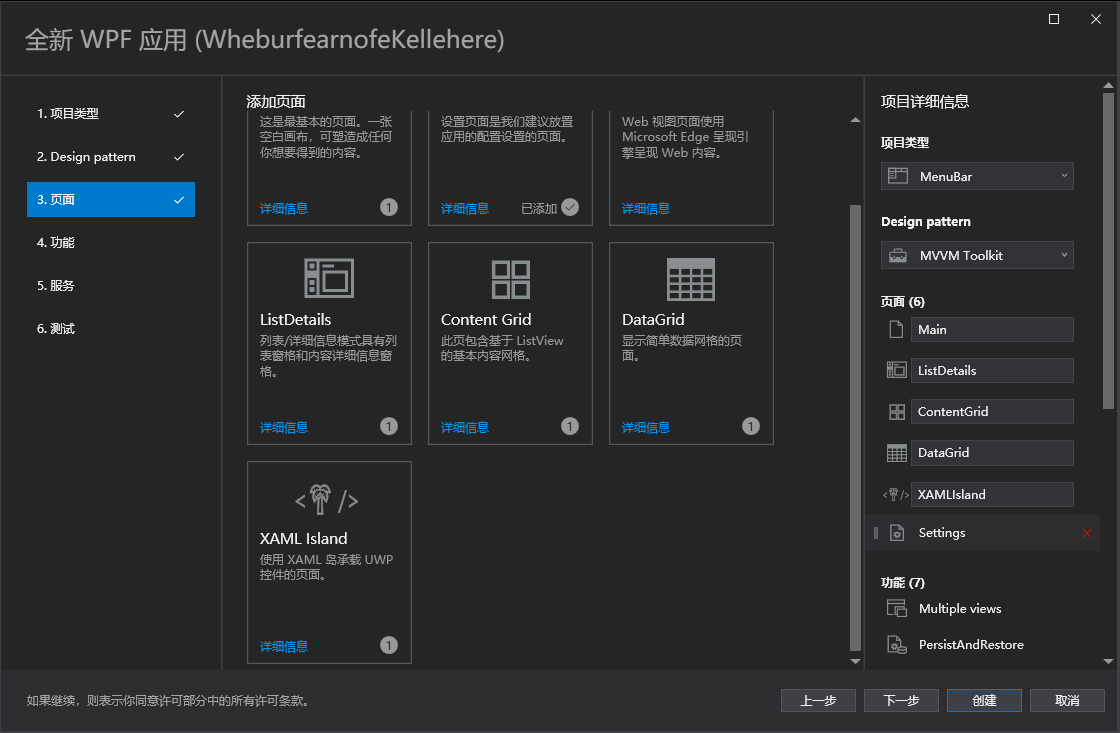 全新 WPF 应用 (WheburfearnofeKellehere)
1. 项目类型
2. Design pattern
3. 页面
4. 功能
5. 服务
6. 测试
添加页面
这是最基本的页面。一张
空白画布，可塑造成任何
你想要得到的内容。
详细信息
1
设置页面是我们建议放置
应用的配置设置的页面。
详细信息
已添加
Web 视图页面使用
Microsoft Edge 呈现引
擎呈现 Web 内容。
详细信息
ListDetails
列表/详细信息模式具有列
表窗格和内容详细信息窗
格。
详细信息
1
Content Grid
此页包含基于 ListView
的基本内容网格。
详细信息
1
DataGrid
显示简单数据网格的页
面。
详细信息
1
XAML Island
使用 XAML 岛承载 UWP
控件的页面。
详细信息
1
项目详细信息
项目类型
MenuBar
Design pattern
MVVM Toolkit
页面 (6)
Main
ListDetails
ContentGrid
DataGrid
XAMLIsland
Settings
功能 (7)
Multiple views
PersistAndRestore
如果继续，则表示你同意许可部分中的所有许可条款。
上一步
下一步
创建
取消